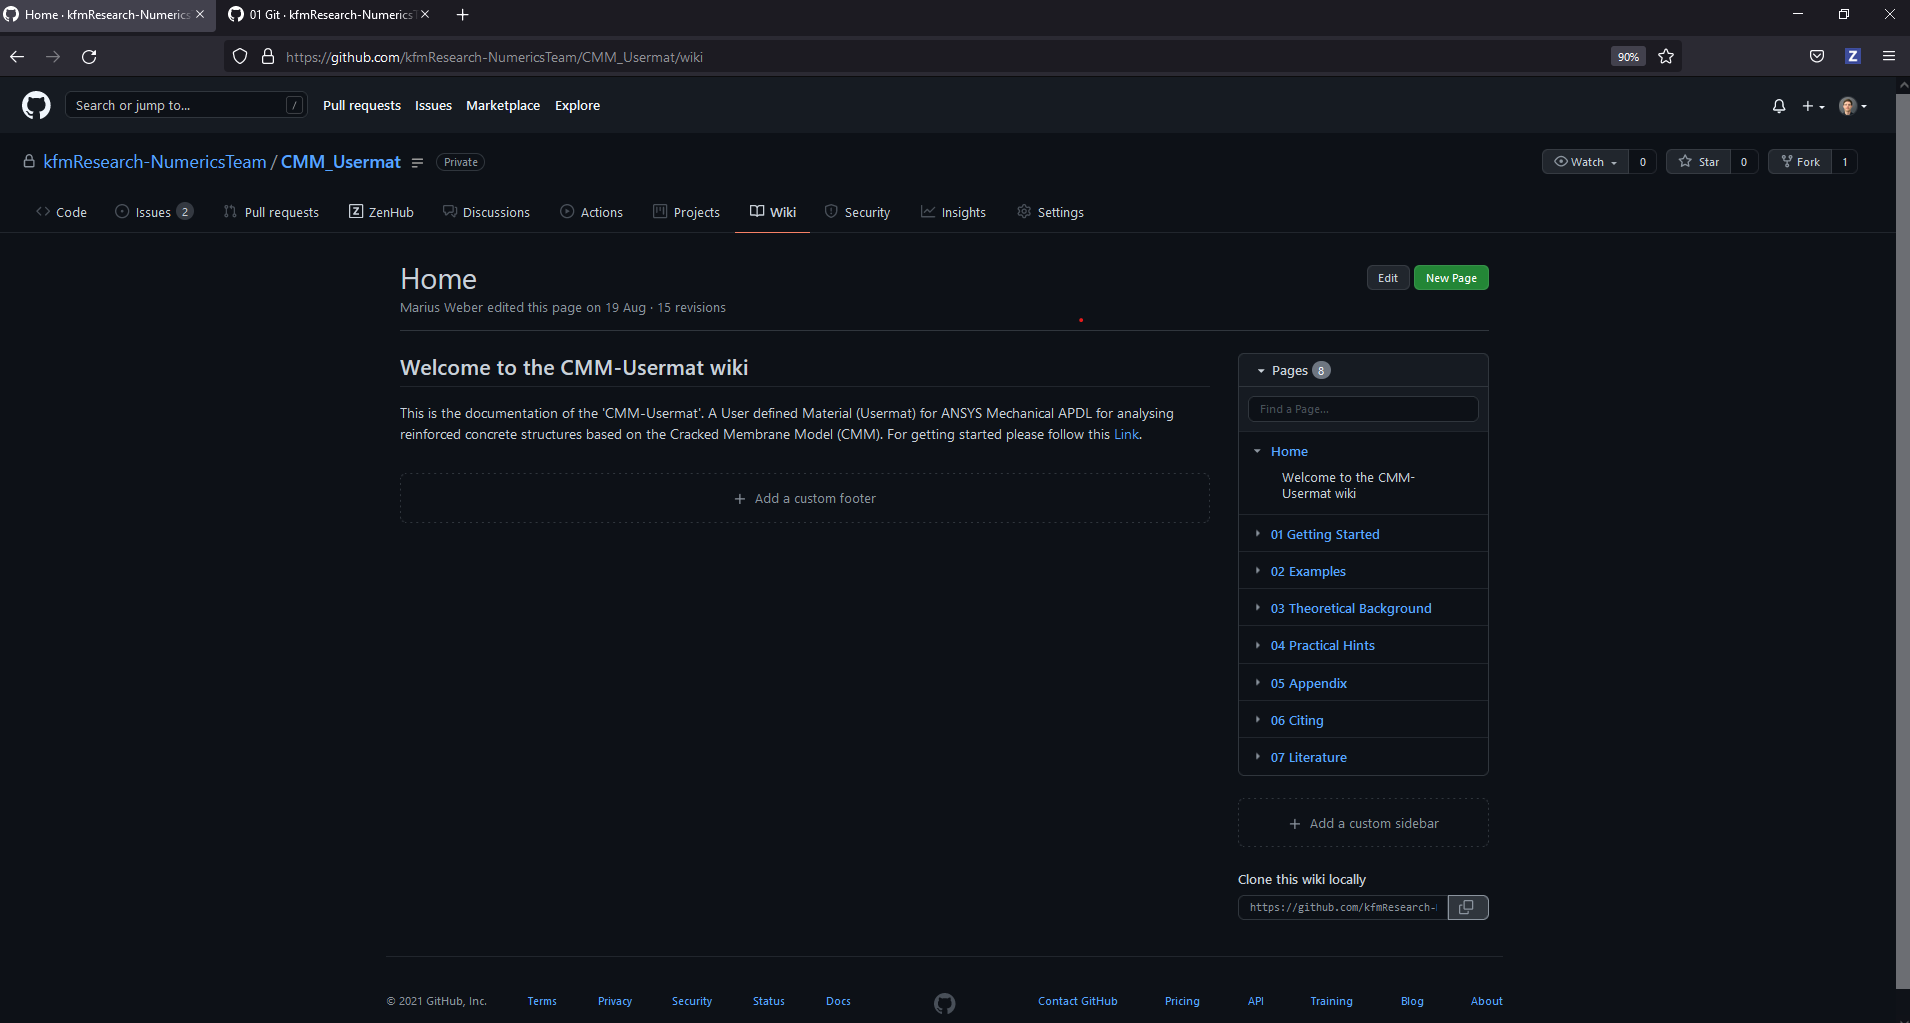 Home · kfmResearch-Numerics
01 Git · kfmResearch-Numerics
https://github.com/kfmResearch-NumericsTeam/CMM_Usermat/wiki
90%
Z
Search or jump to...
/
Pull requests
Issues
Marketplace
Explore
kfmResearch-NumericsTeam / CMM_Usermat
Private
Watch
0
Star
0
Fork
1
Code
Issues 2
Pull requests
Z ZenHub
Discussions
Actions
Projects
Wiki
Security
Insights
Settings
Home
Edit
New Page
Marius Weber edited this page on 19 Aug · 15 revisions
Welcome to the CMM-Usermat wiki
This is the documentation of the 'CMM-Usermat'. A User defined Material (Usermat) for ANSYS Mechanical APDL for analysing
reinforced concrete structures based on the Cracked Membrane Model (CMM). For getting started please follow this Link.
Add a custom footer
Pages 8
Find a Page...
Home
Welcome to the CMM-
Usermat wiki
01 Getting Started
02 Examples
03 Theoretical Background
04 Practical Hints
05 Appendix
06 Citing
07 Literature
Add a custom sidebar
Clone this wiki locally
https://github.com/kfmResearch-
© 2021 GitHub, Inc.
Terms
Privacy
Security
Status
Docs
Contact GitHub
Pricing
API
Training
Blog
About